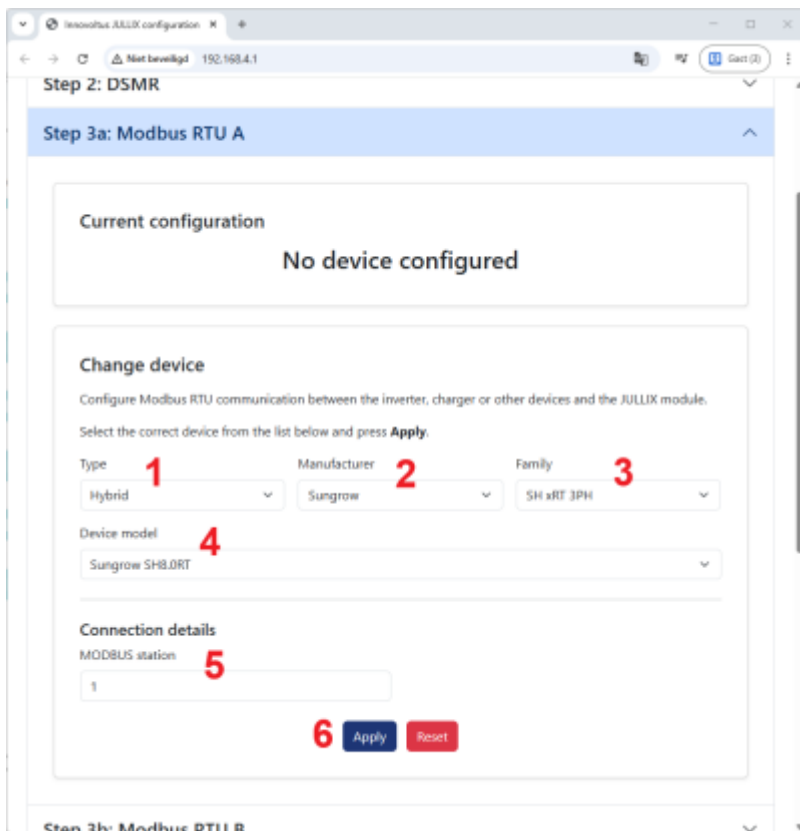 Innovoltus JULLIX configuration
Niet beveiligd 192.168.4.1 Gast (3)
Step 2: DSMR
Step 3a: Modbus RTU A
Current configuration
No device configured
Change device
Configure Modbus RTU communication between the inverter, charger or other devices and the JULLIX module.
Select the correct device from the list below and press Apply.
Type 1 Manufacturer 2 Family 3
Hybrid Sungrow SH xRT 3PH
Device model 4
Sungrow SH8.0RT
Connection details
MODBUS station 5
1
6 Apply Reset
Step 3b: Modbus RTU B